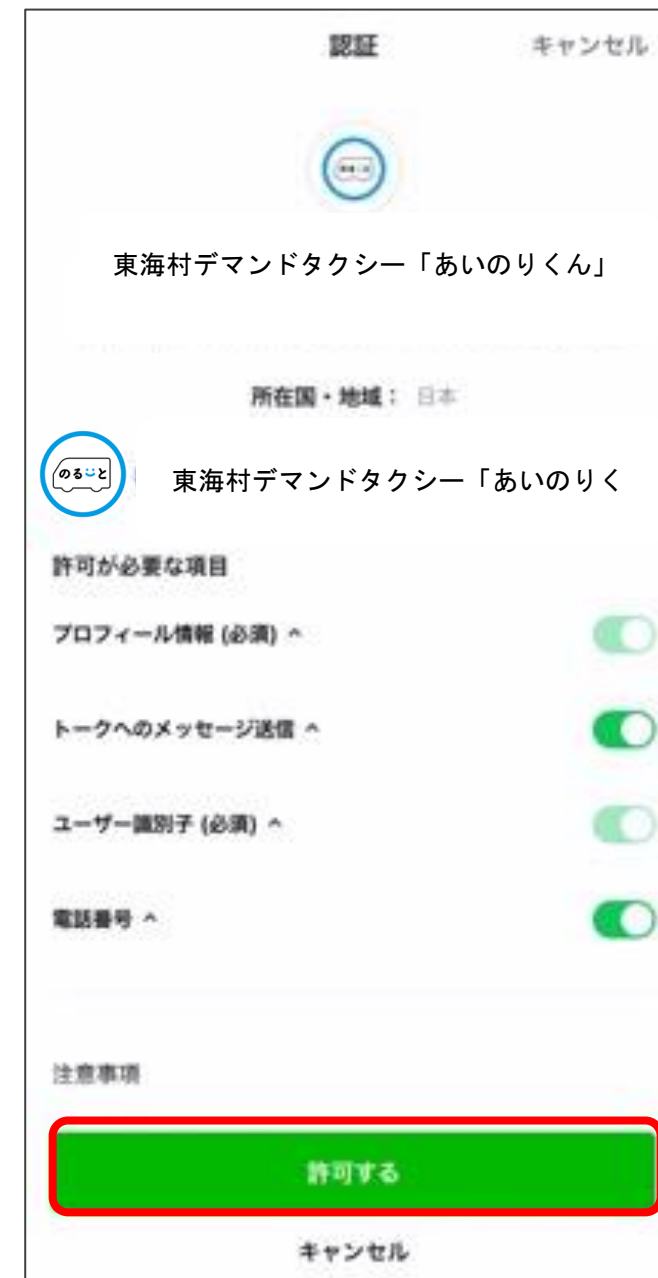 認証 キャンセル
東海村デマンドタクシー「あいのりくん」
所在国・地域： 日本
のるーと
東海村デマンドタクシー「あいのりく
許可が必要な項目
プロフィール情報 (必須) ^
トークへのメッセージ送信 ^
ユーザー識別子 (必須) ^
電話番号 ^
注意事項
許可する
キャンセル